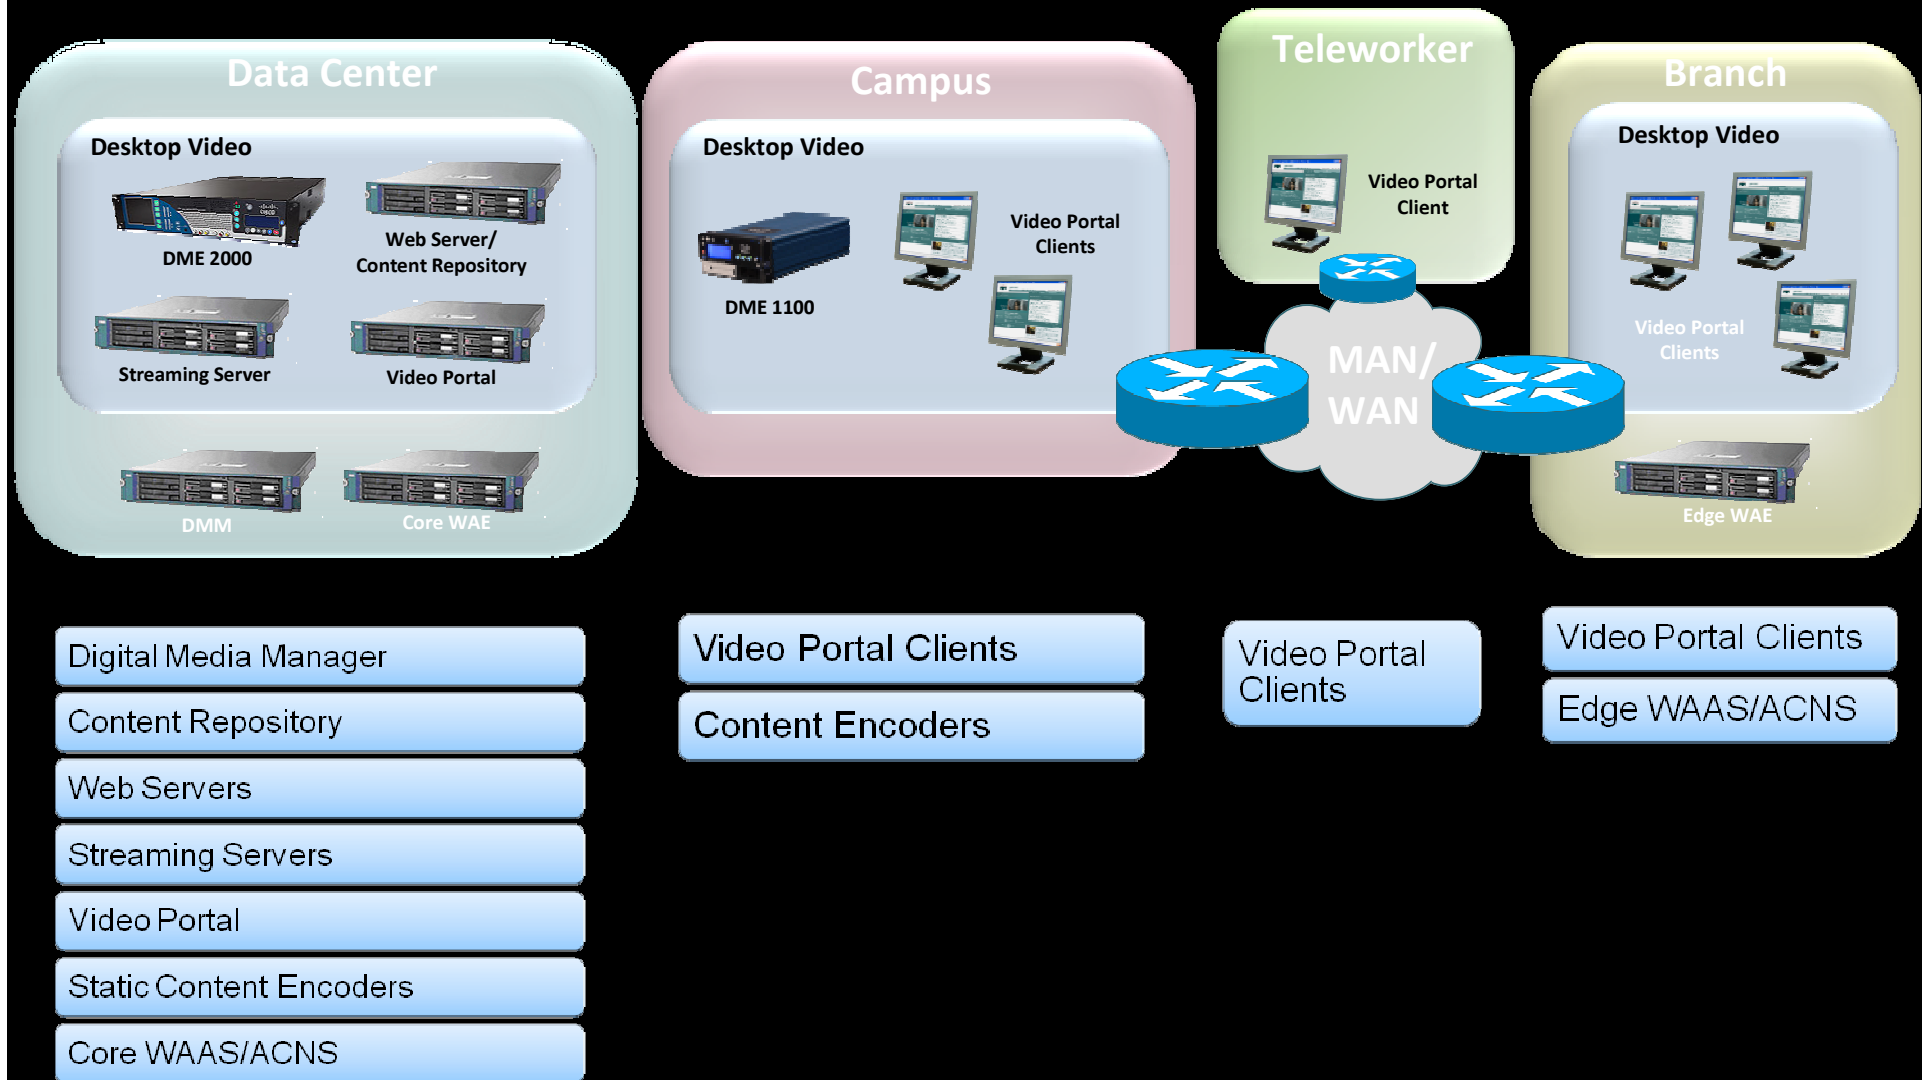 Data Center
Desktop Video
DME 2000
Web Server/
Content Repository
Streaming Server
Video Portal
DMM
Core WAE
Campus
Desktop Video
DME 1100
Video Portal
Clients
Teleworker
Video Portal
Client
MAN/
WAN
Branch
Desktop Video
Video Portal
Clients
Edge WAE
Digital Media Manager
Content Repository
Web Servers
Streaming Servers
Video Portal
Static Content Encoders
Core WAAS/ACNS
Video Portal Clients
Content Encoders
Video Portal
Clients
Video Portal Clients
Edge WAAS/ACNS